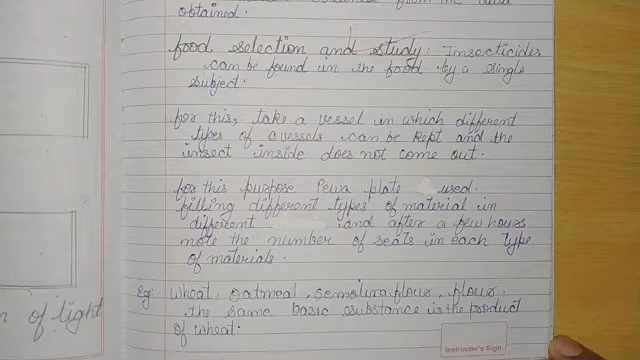 obtained.
food selection and study: Insecticides
can be found in the food by a single
subject.
for this, take a vessel in which different
types of a vessels can be kept and the
insect inside does not come out.
for this purpose Pewa plate used.
filling different types of material in
different and after a few hours
note the number of seats in each type
of materials.
Eg: Wheat, oatmeal, semolina flour, flour.
the same basic substance is the product
of wheat.
Instructor's Sign
of light